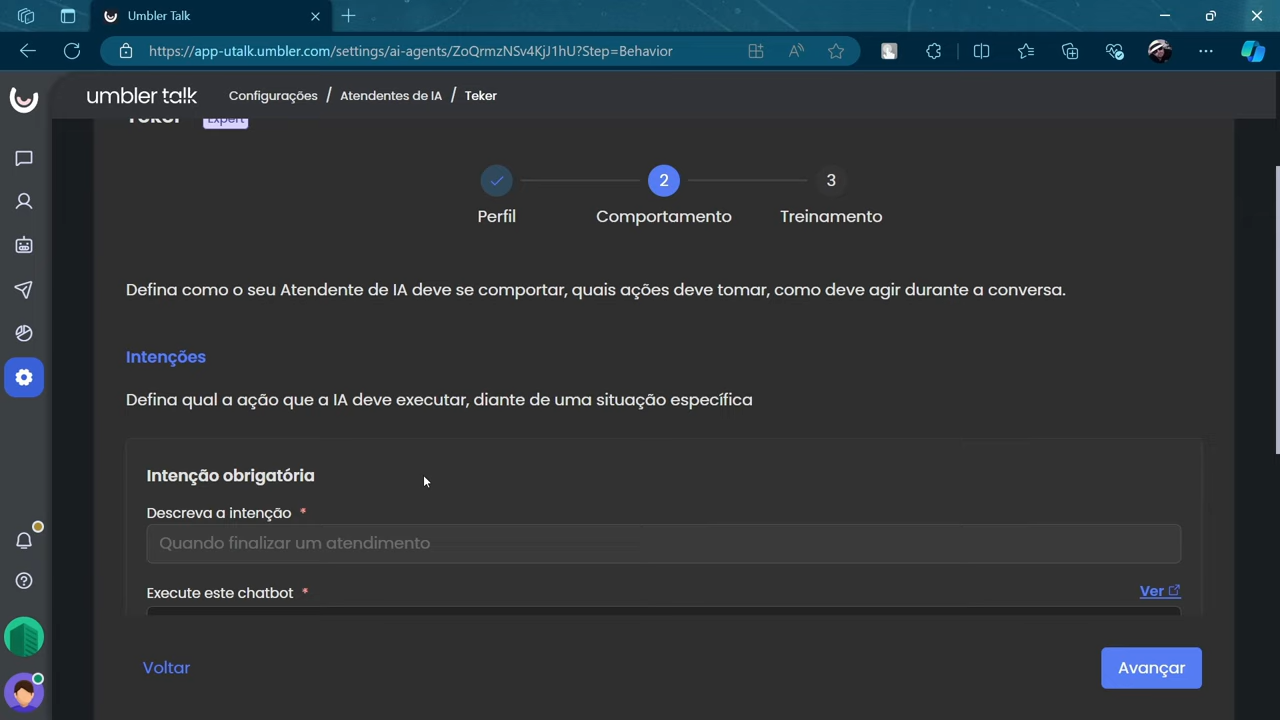 Umbler Talk
https://app-utalk.umbler.com/settings/ai-agents/ZoQrmzNSv4KjJ1hU?Step=Behavior
umbler talk
Configurações / Atendentes de IA / Teker
Teker Expert
2
3
Perfil
Comportamento
Treinamento
Defina como o seu Atendente de IA deve se comportar, quais ações deve tomar, como deve agir durante a conversa.
Intenções
Defina qual a ação que a IA deve executar, diante de uma situação específica
Intenção obrigatória
Descreva a intenção *
Quando finalizar um atendimento
Execute este chatbot *
Ver
Voltar
Avançar